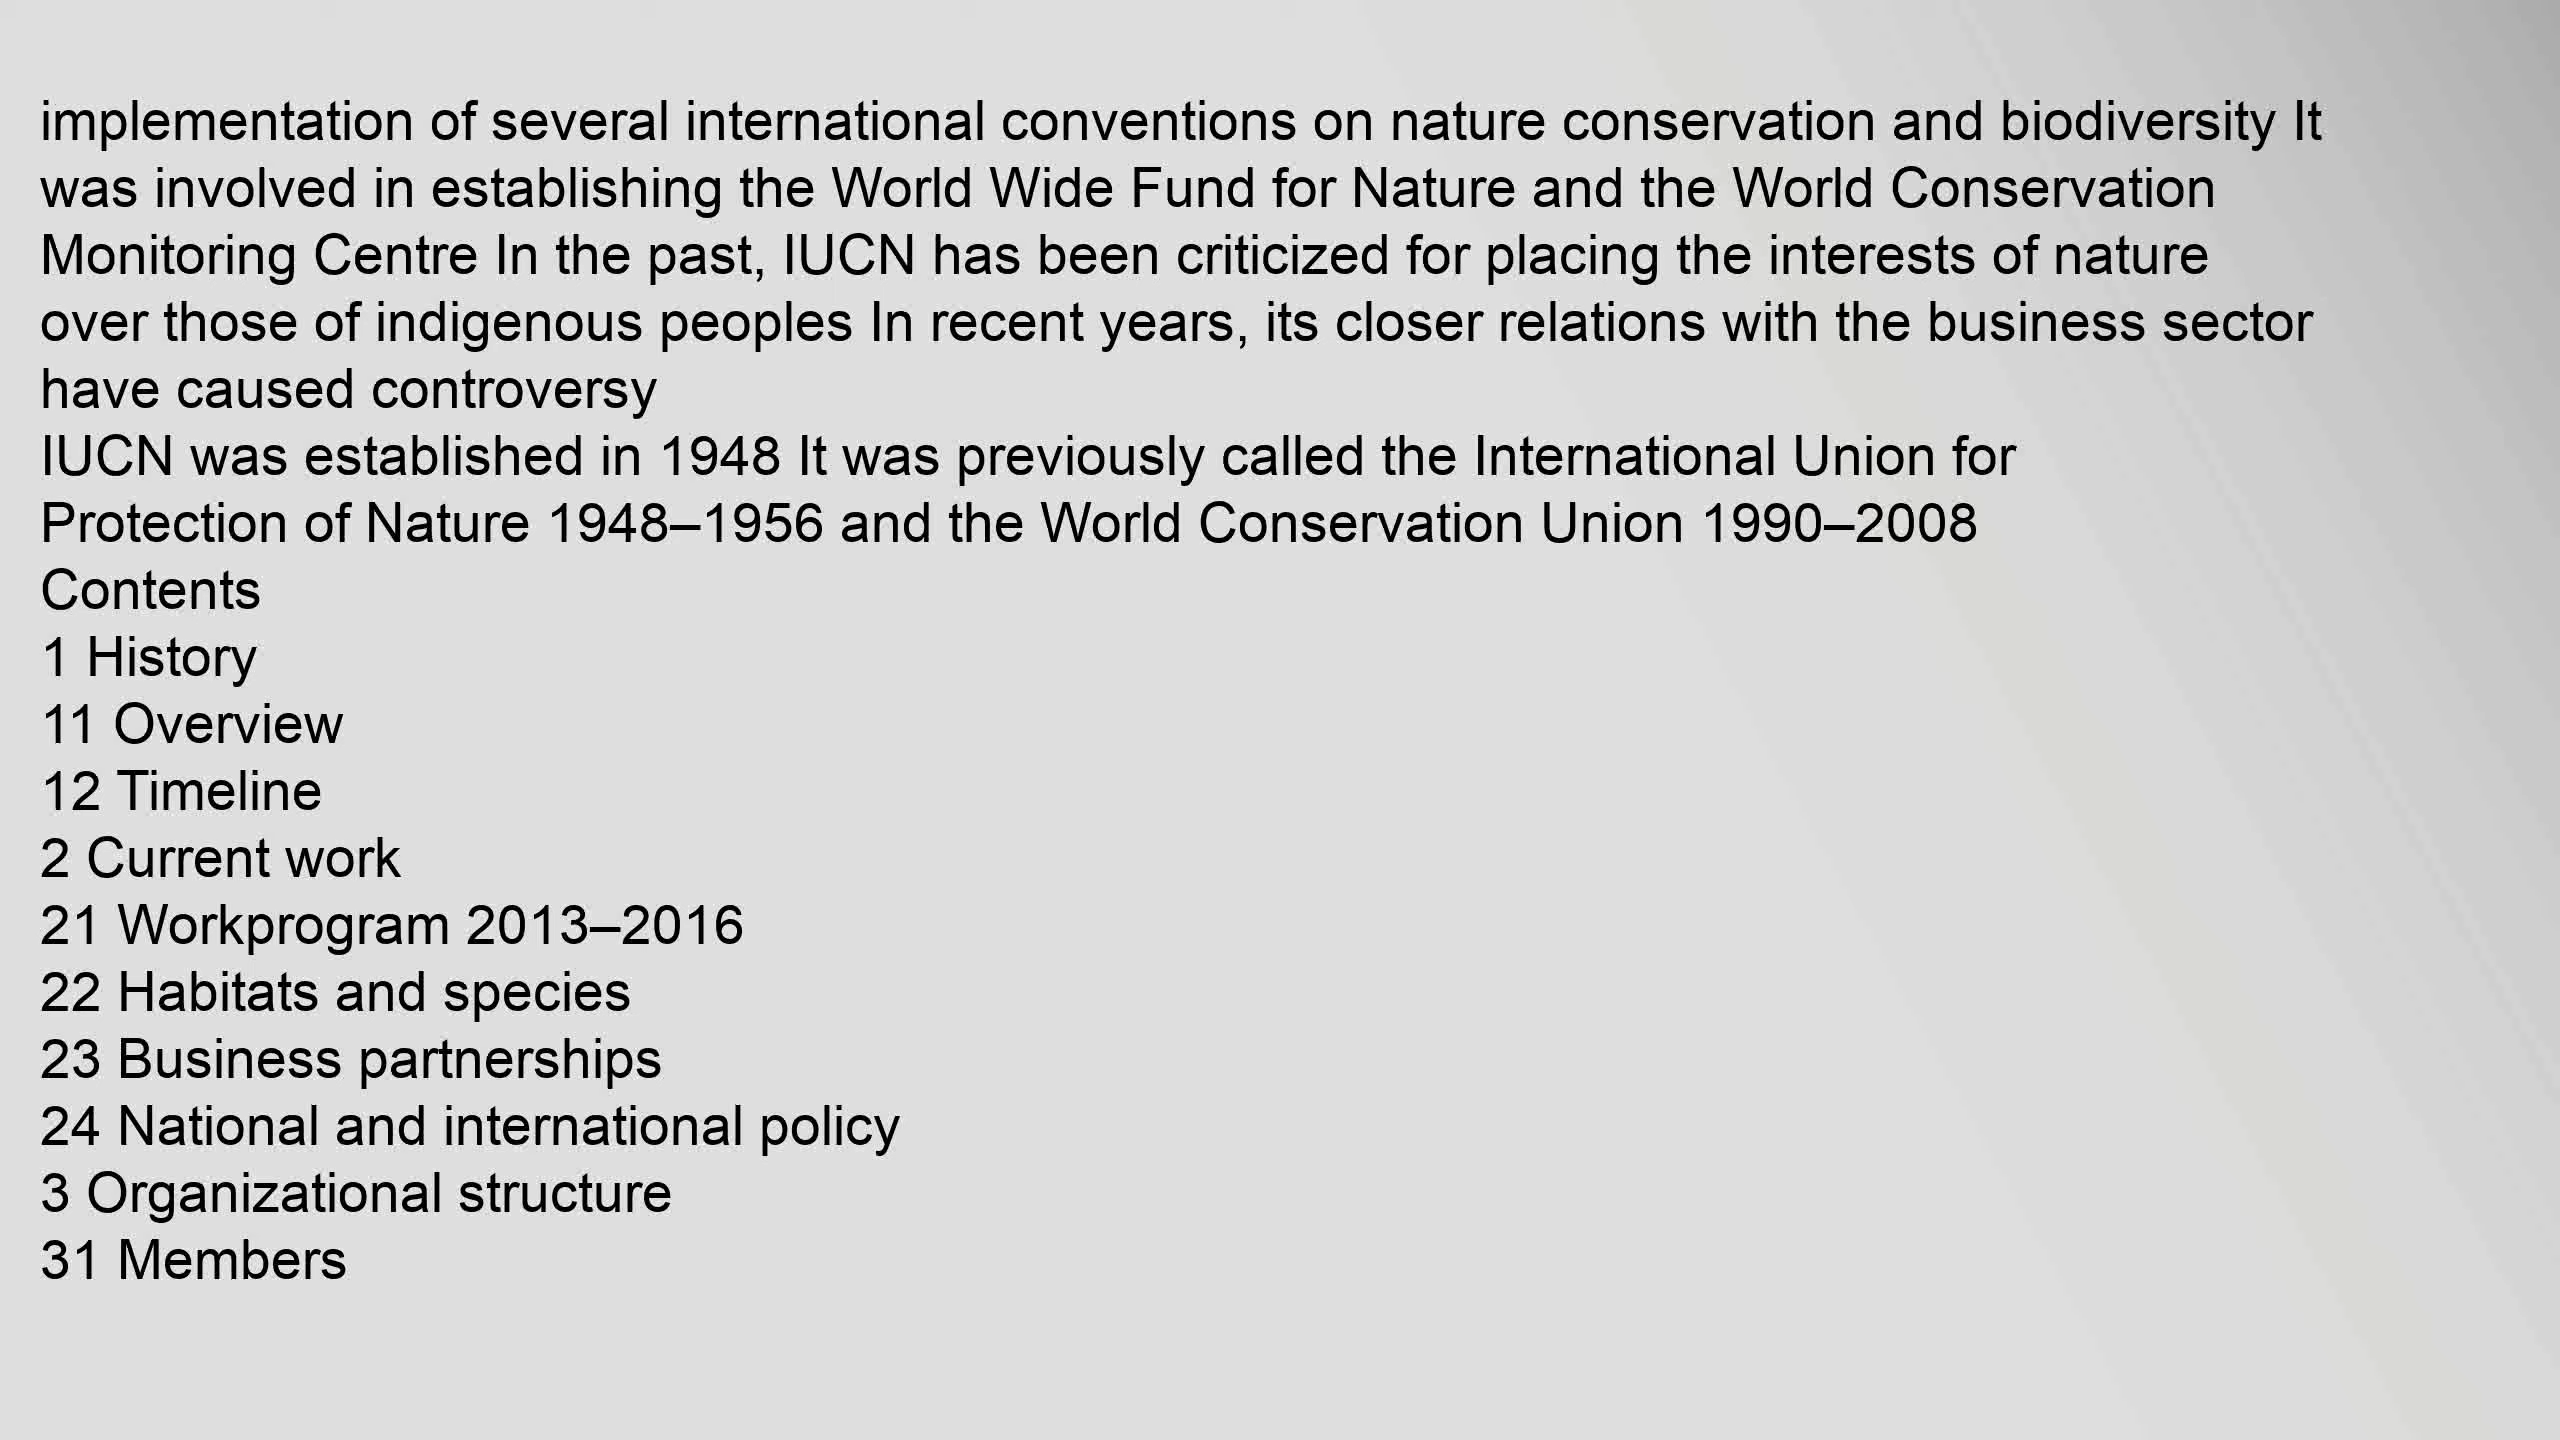 implementation of several international conventions on nature conservation and biodiversity It
was involved in establishing the World Wide Fund for Nature and the World Conservation
Monitoring Centre In the past, IUCN has been criticized for placing the interests of nature
over those of indigenous peoples In recent years, its closer relations with the business sector
have caused controversy
IUCN was established in 1948 It was previously called the International Union for
Protection of Nature 1948–1956 and the World Conservation Union 1990–2008
Contents
1 History
11 Overview
12 Timeline
2 Current work
21 Workprogram 2013–2016
22 Habitats and species
23 Business partnerships
24 National and international policy
3 Organizational structure
31 Members